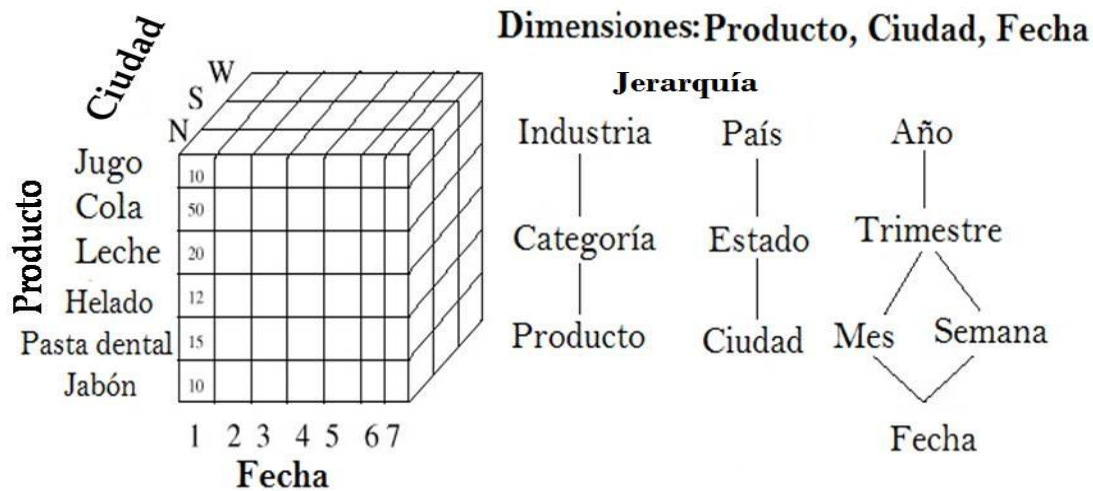 Dimensiones: Producto, Ciudad, Fecha
Jerarquía
Ciudad
W
S
N
Producto
Jugo
Cola
Leche
Helado
Pasta dental
Jabón
10
50
20
12
15
10
1 2 3 4 5 6 7
Fecha
Industria País Año
Categoría Estado Trimestre
Producto Ciudad Mes Semana
Fecha